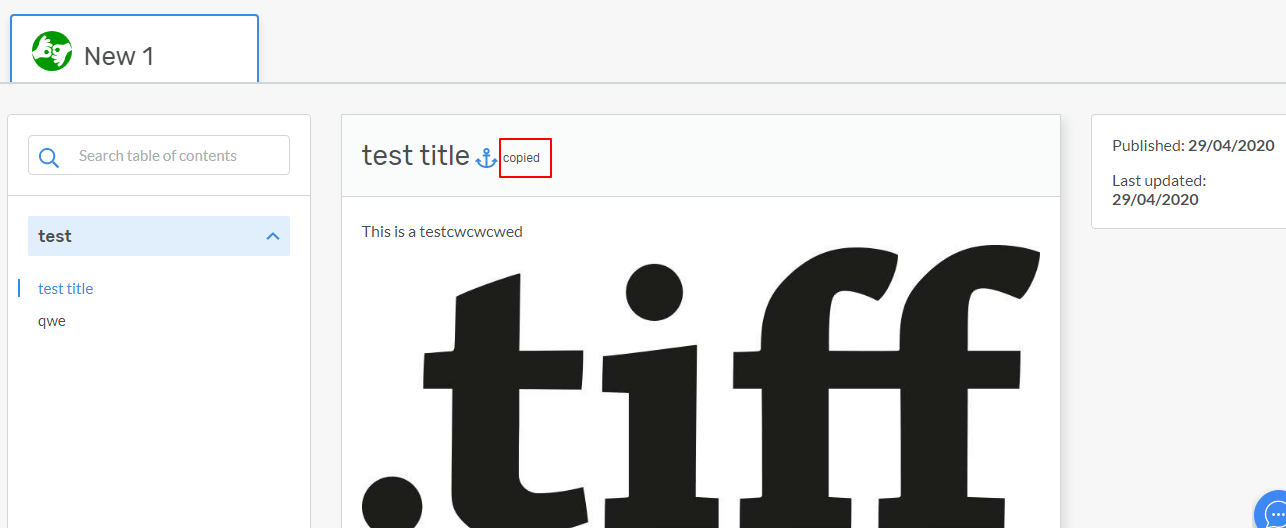 New 1
Search table of contents
test
test title
qwe
test title copied
This is a testcwcwcwed
.tiff
Published: 29/04/2020
Last updated:
29/04/2020